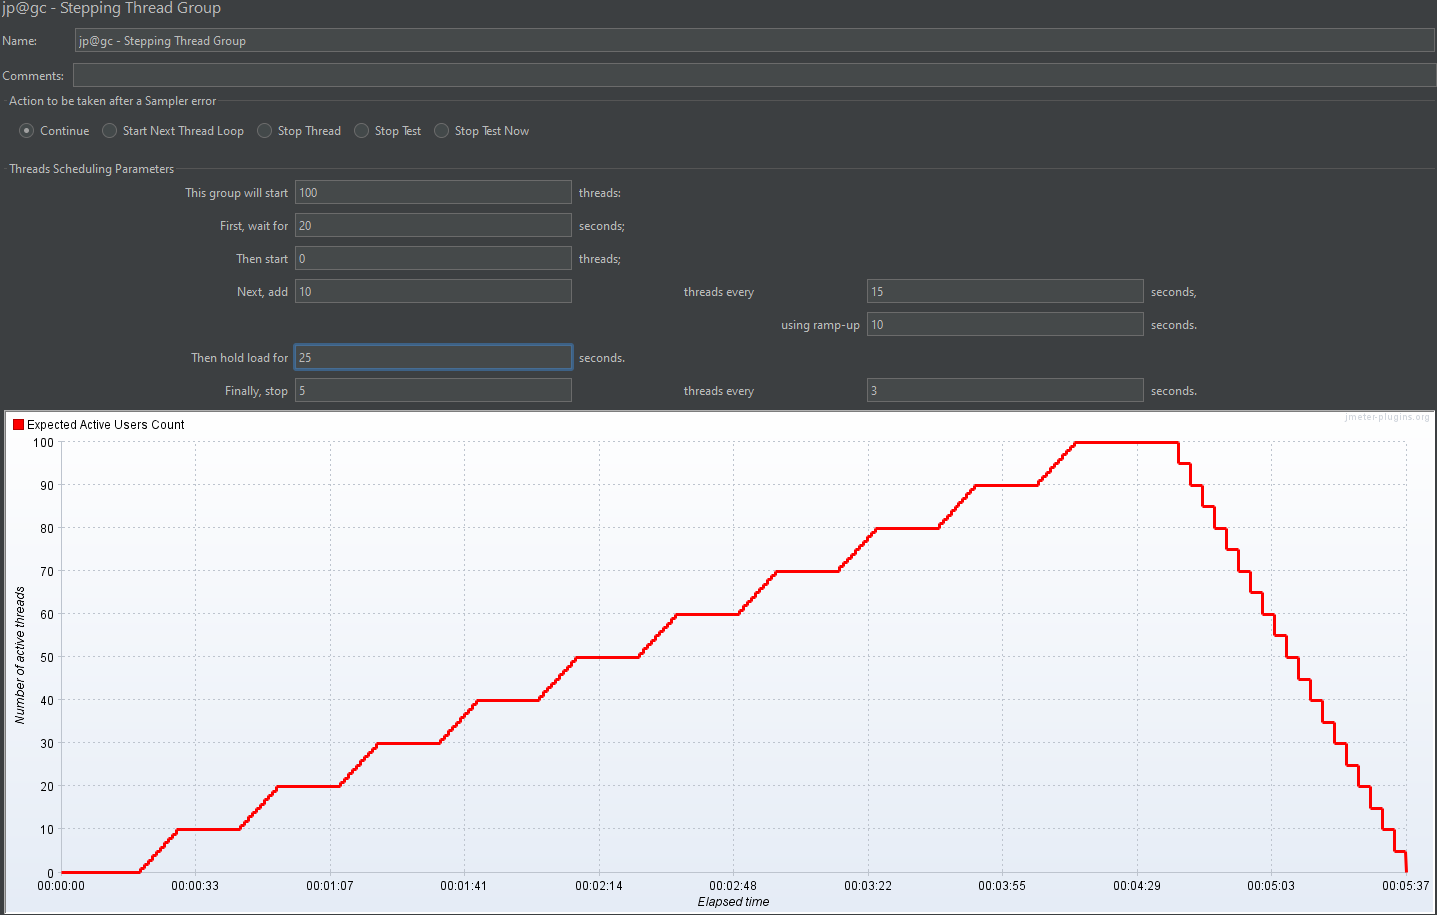 jp@gc - Stepping Thread Group
Name: jp@gc - Stepping Thread Group
Comments:
Action to be taken after a Sampler error
Continue Start Next Thread Loop Stop Thread Stop Test Stop Test Now
Threads Scheduling Parameters
This group will start 100 threads:
First, wait for 20 seconds;
Then start 0 threads;
Next, add 10 threads every 15 seconds,
using ramp-up 10 seconds.
Then hold load for 25 seconds.
Finally, stop 5 threads every 3 seconds.
jmeter-plugins.org
Expected Active Users Count
100
90
80
70
60
50
40
30
20
10
0
Number of active threads
00:00:00 00:00:33 00:01:07 00:01:41 00:02:14 00:02:48 00:03:22 00:03:55 00:04:29 00:05:03 00:05:37
Elapsed time